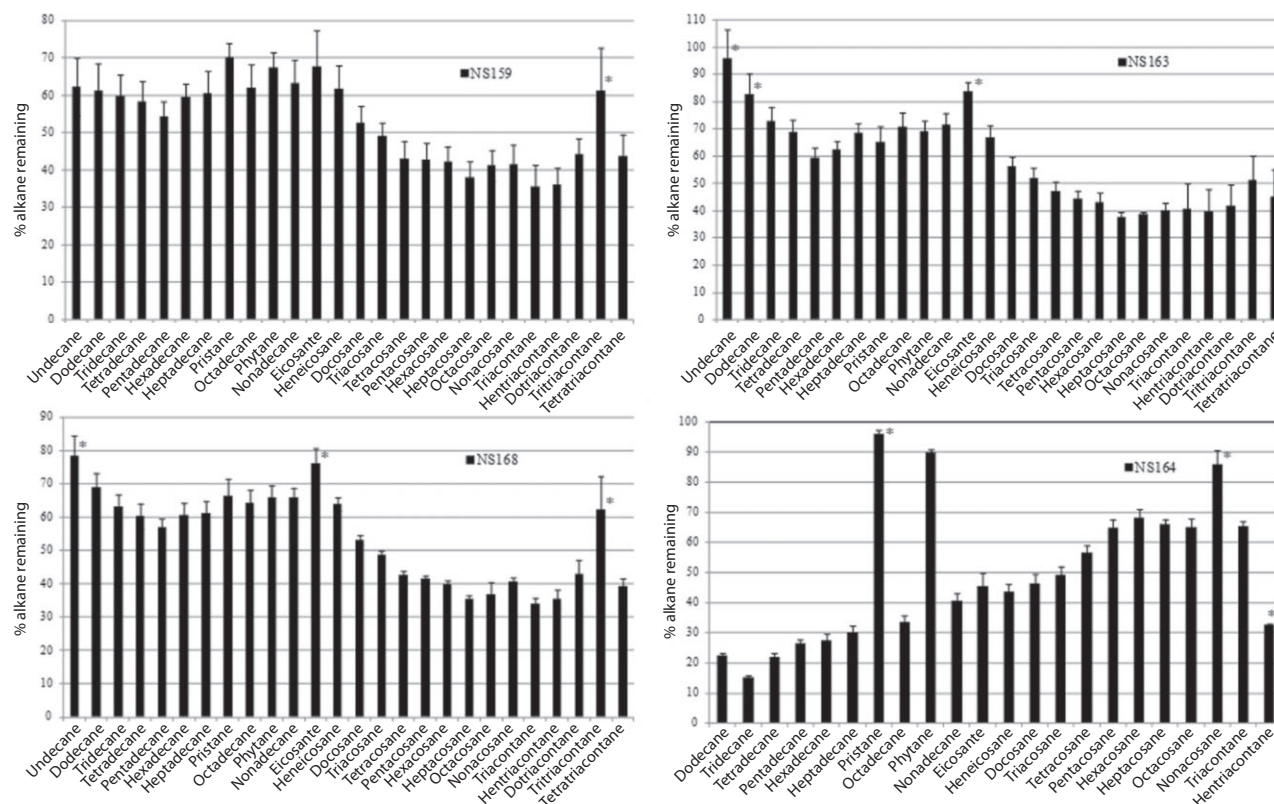 80
70
60
50
40
30
20
10
0
% alkane remaining
NS159
*
Undecane
Dodecane
Tridecane
Tetradecane
Pentadecane
Hexadecane
Heptadecane
Pristane
Octadecane
Phytane
Nonadecane
Eicosante
Heneicosane
Docosane
Triacosane
Tetracosane
Pentacosane
Hexacosane
Heptacosane
Octacosane
Nonacosane
Triacontane
Hentriacontane
Dotriacontane
Tritriacontane
Tetatriacontane
110
100
90
80
70
60
50
40
30
20
10
0
% alkane remaining
NS163
*
*
*
Undecane
Dodecane
Tridecane
Tetradecane
Pentadecane
Hexadecane
Heptadecane
Pristane
Octadecane
Phytane
Nonadecane
Eicosante
Heneicosane
Docosane
Triacosane
Tetracosane
Pentacosane
Hexacosane
Heptacosane
Octacosane
Nonacosane
Triacontane
Hentriacontane
Dotriacontane
Tritriacontane
Tetatriacontane
90
80
70
60
50
40
30
20
10
0
% alkane remaining
NS168
*
*
*
Undecane
Dodecane
Tridecane
Tetradecane
Pentadecane
Hexadecane
Heptadecane
Pristane
Octadecane
Phytane
Nonadecane
Eicosante
Heneicosane
Docosane
Triacosane
Tetracosane
Pentacosane
Hexacosane
Heptacosane
Octacosane
Nonacosane
Triacontane
Hentriacontane
Dotriacontane
Tritriacontane
Tetatriacontane
100
90
80
70
60
50
40
30
20
10
0
% alkane remaining
NS164
*
*
*
Dodecane
Tridecane
Tetradecane
Pentadecane
Hexadecane
Heptadecane
Pristane
Octadecane
Phytane
Nonadecane
Eicosante
Heneicosane
Docosane
Triacosane
Tetracosane
Pentacosane
Hexacosane
Heptacosane
Octacosane
Nonacosane
Triacontane
Hentriacontane